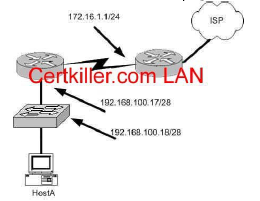 172.16.1.1/24
ISP
Certkiller.com LAN
192.168.100.17/28
192.168.100.18/28
HostA